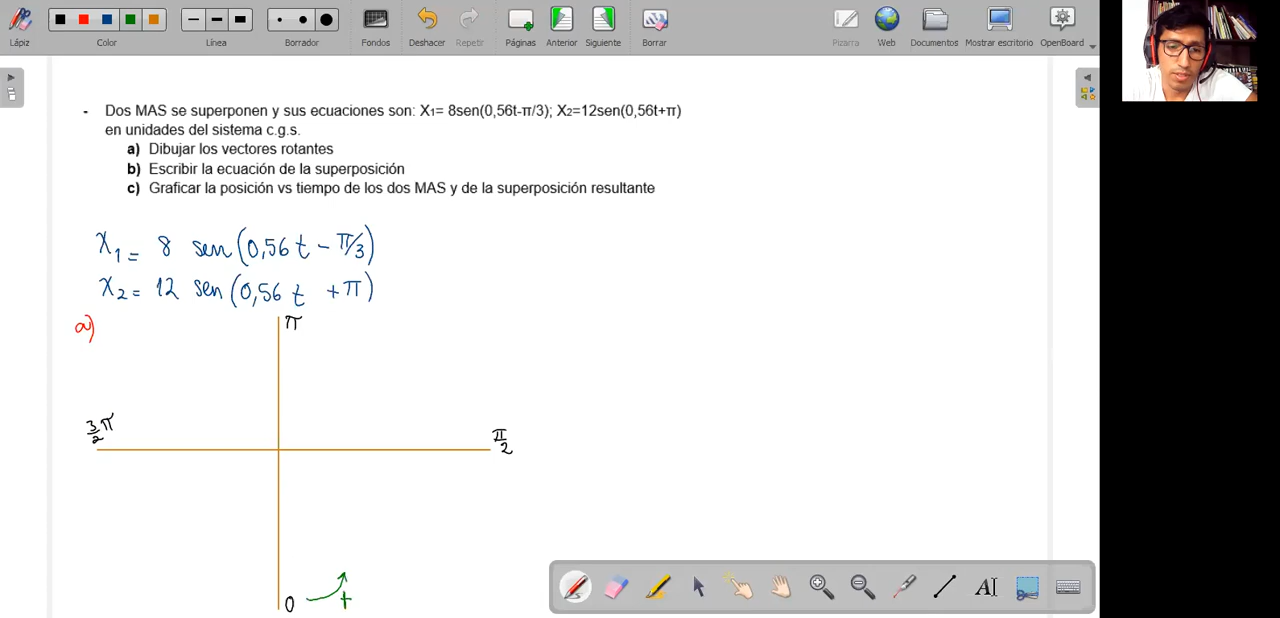 Lápiz Color Línea Borrador Fondos Deshacer Repetir Páginas Anterior Siguiente Borrar Pizarra Web Documentos Mostrar escritorio OpenBoard
- Dos MAS se superponen y sus ecuaciones son: X1= 8sen(0,56t-π/3); X2=12sen(0,56t+π)
en unidades del sistema c.g.s.
a) Dibujar los vectores rotantes
b) Escribir la ecuación de la superposición
c) Graficar la posición vs tiempo de los dos MAS y de la superposición resultante
X1= 8 sen(0,56t - π/3)
X2= 12 sen(0,56 t + π)
a)
π
3/2 π
π/2
0 +